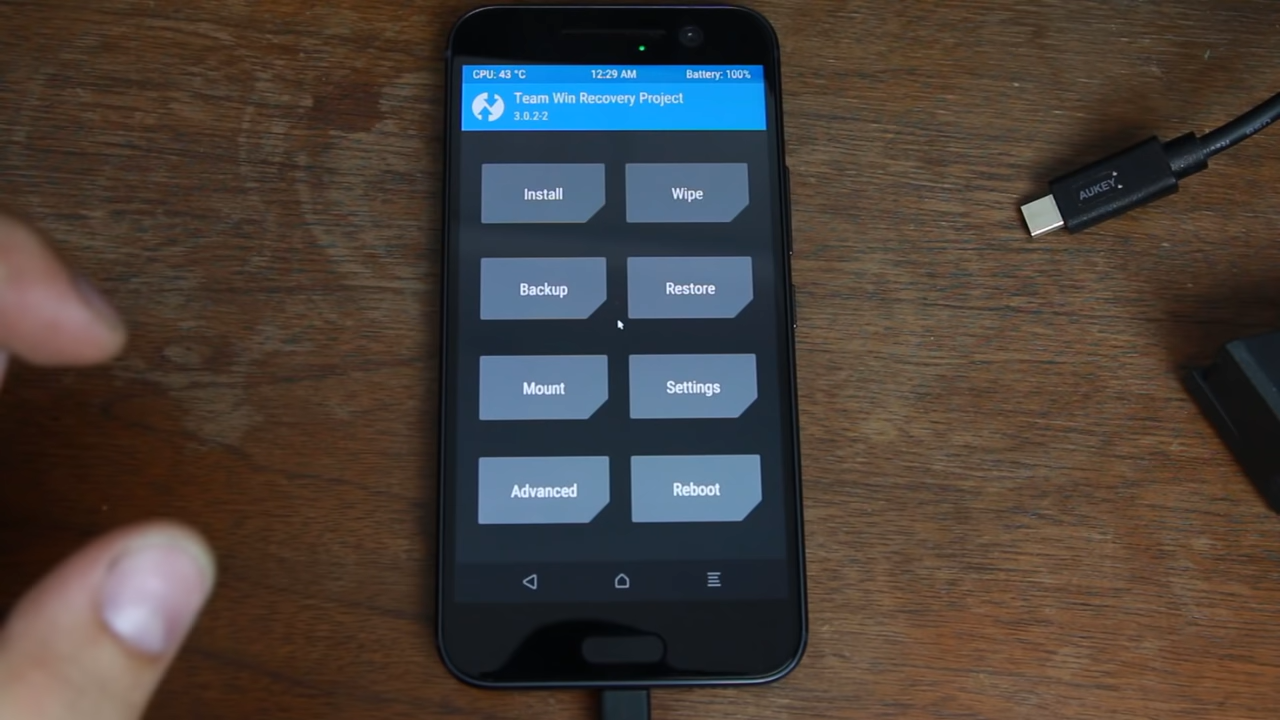 CPU: 43 °C 12:29 AM Battery: 100%
Team Win Recovery Project
3.0.2-2
Install Wipe
Backup Restore
Mount Settings
Advanced Reboot
AUKEY